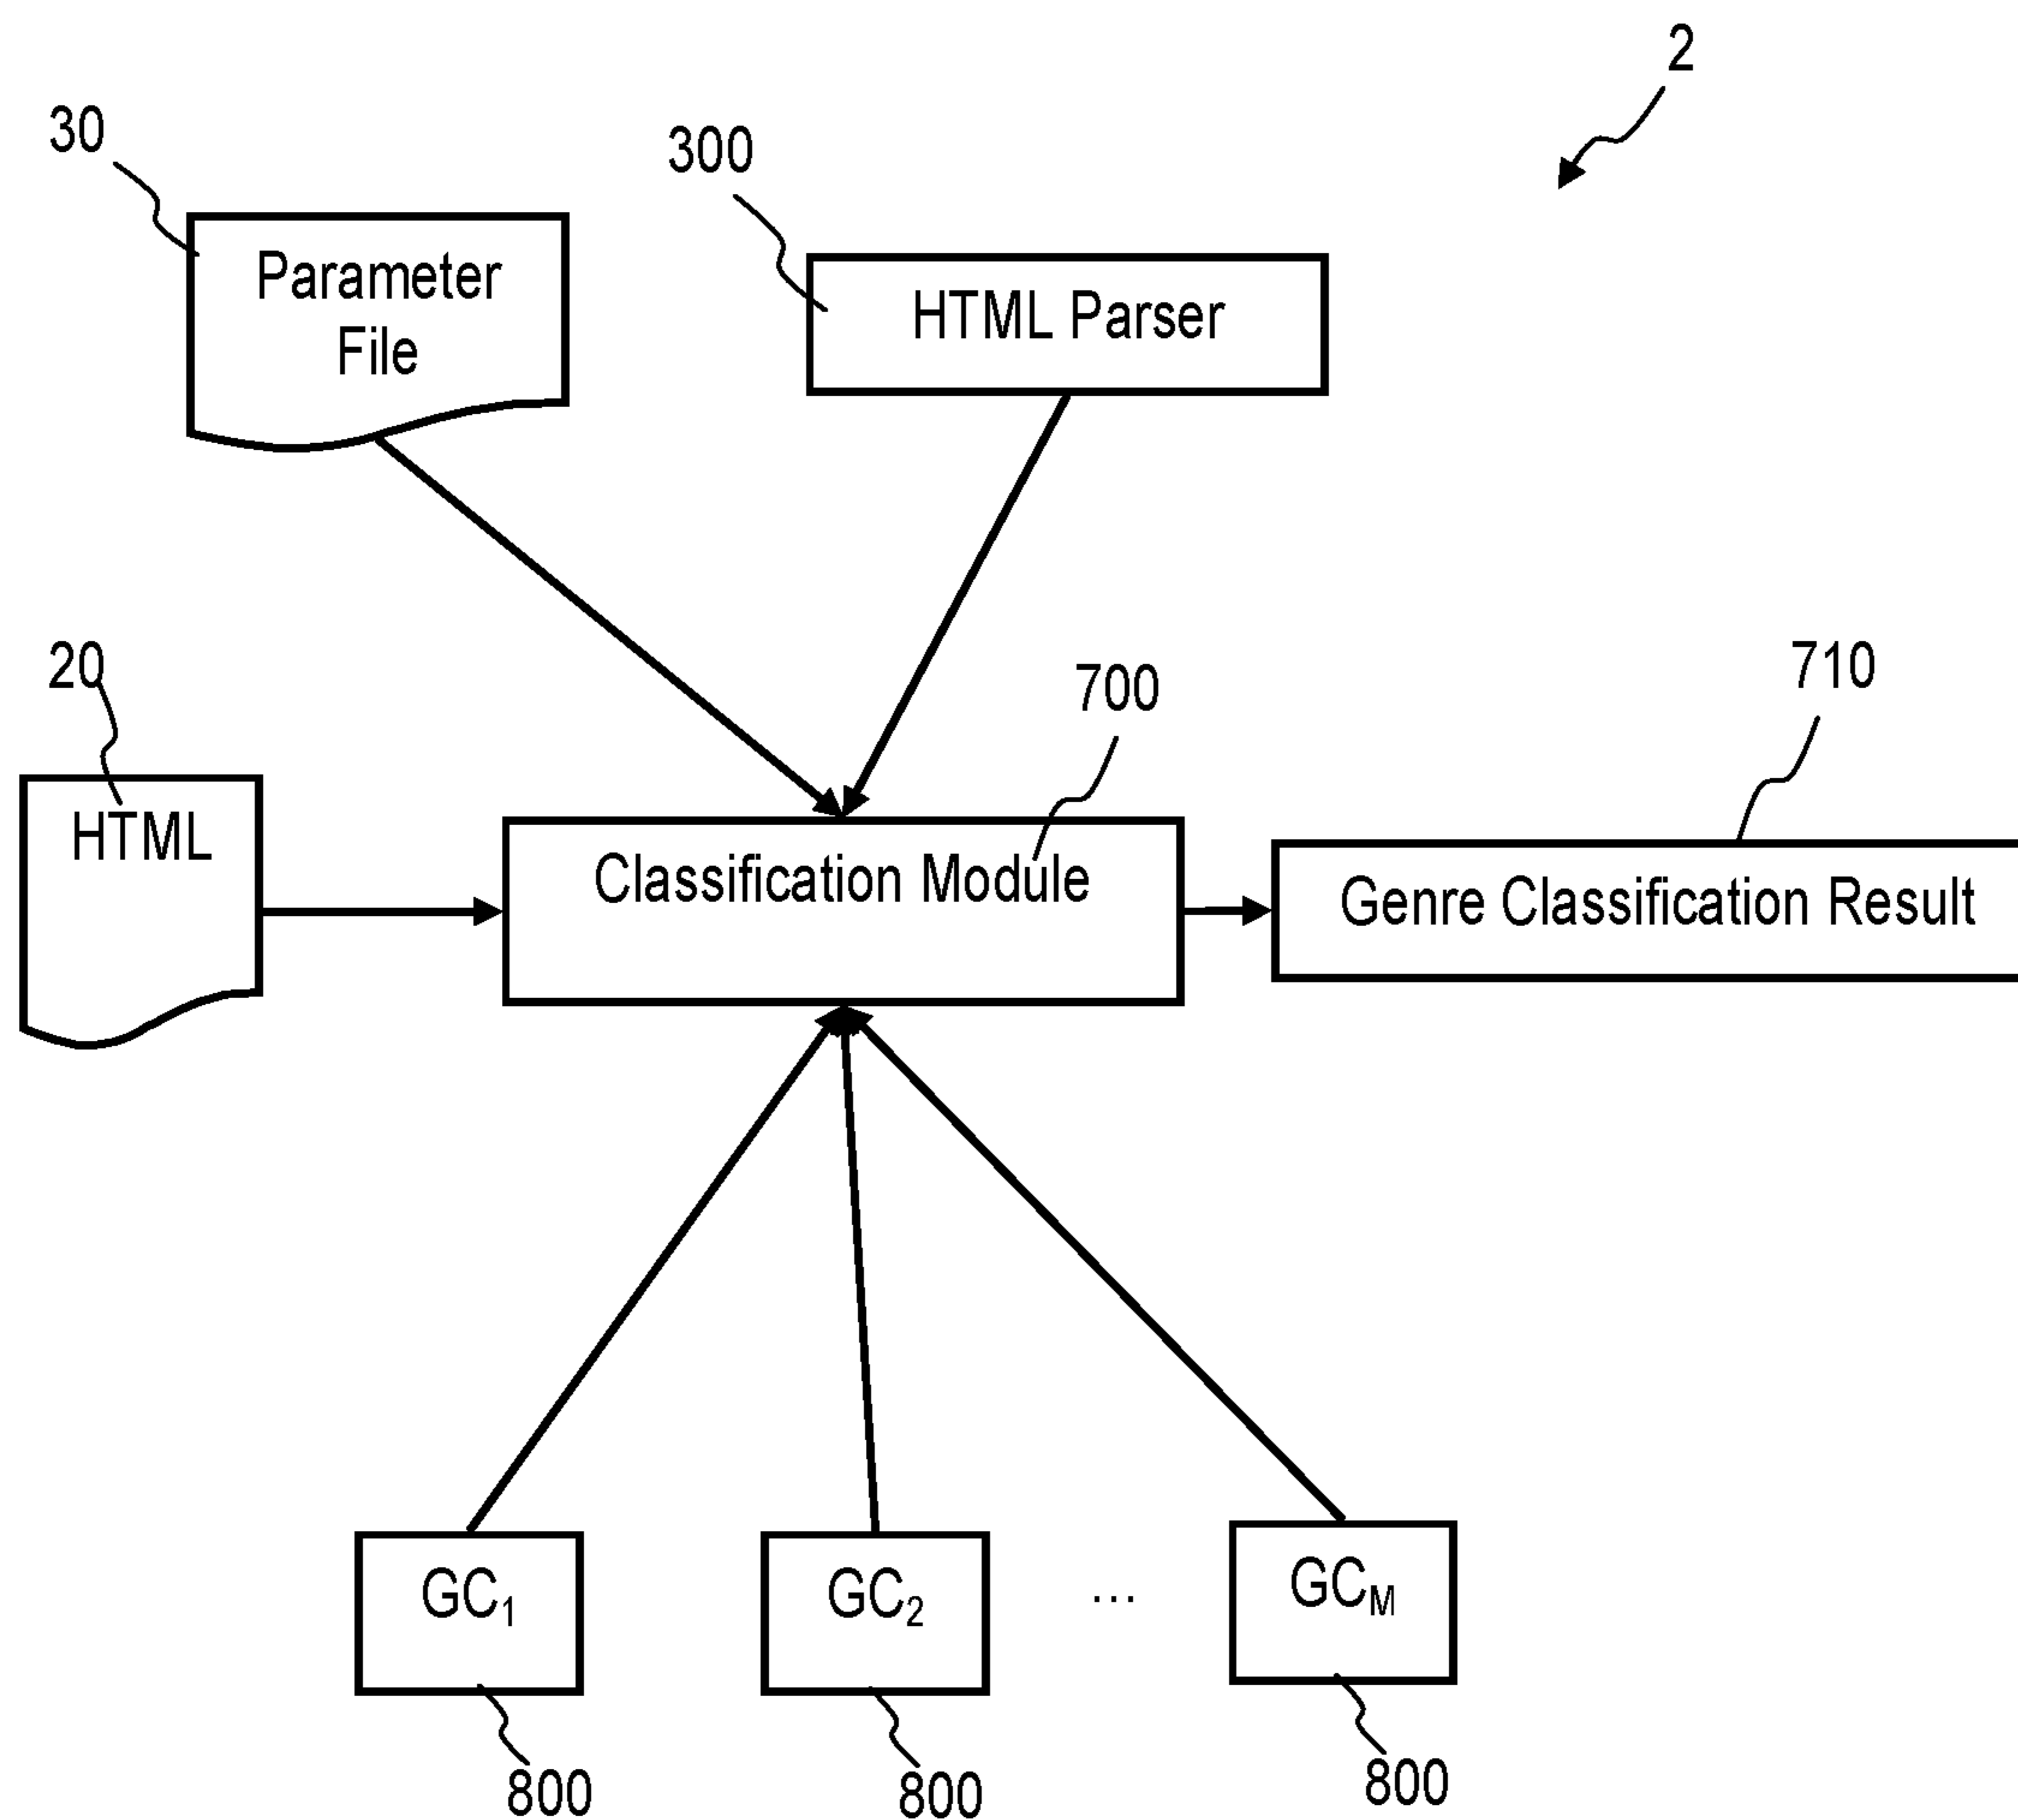 2
30
300
Parameter
File
HTML Parser
20
700
710
HTML
Classification Module
Genre Classification Result
GC₁
GC₂
...
GC_M
800
800
800